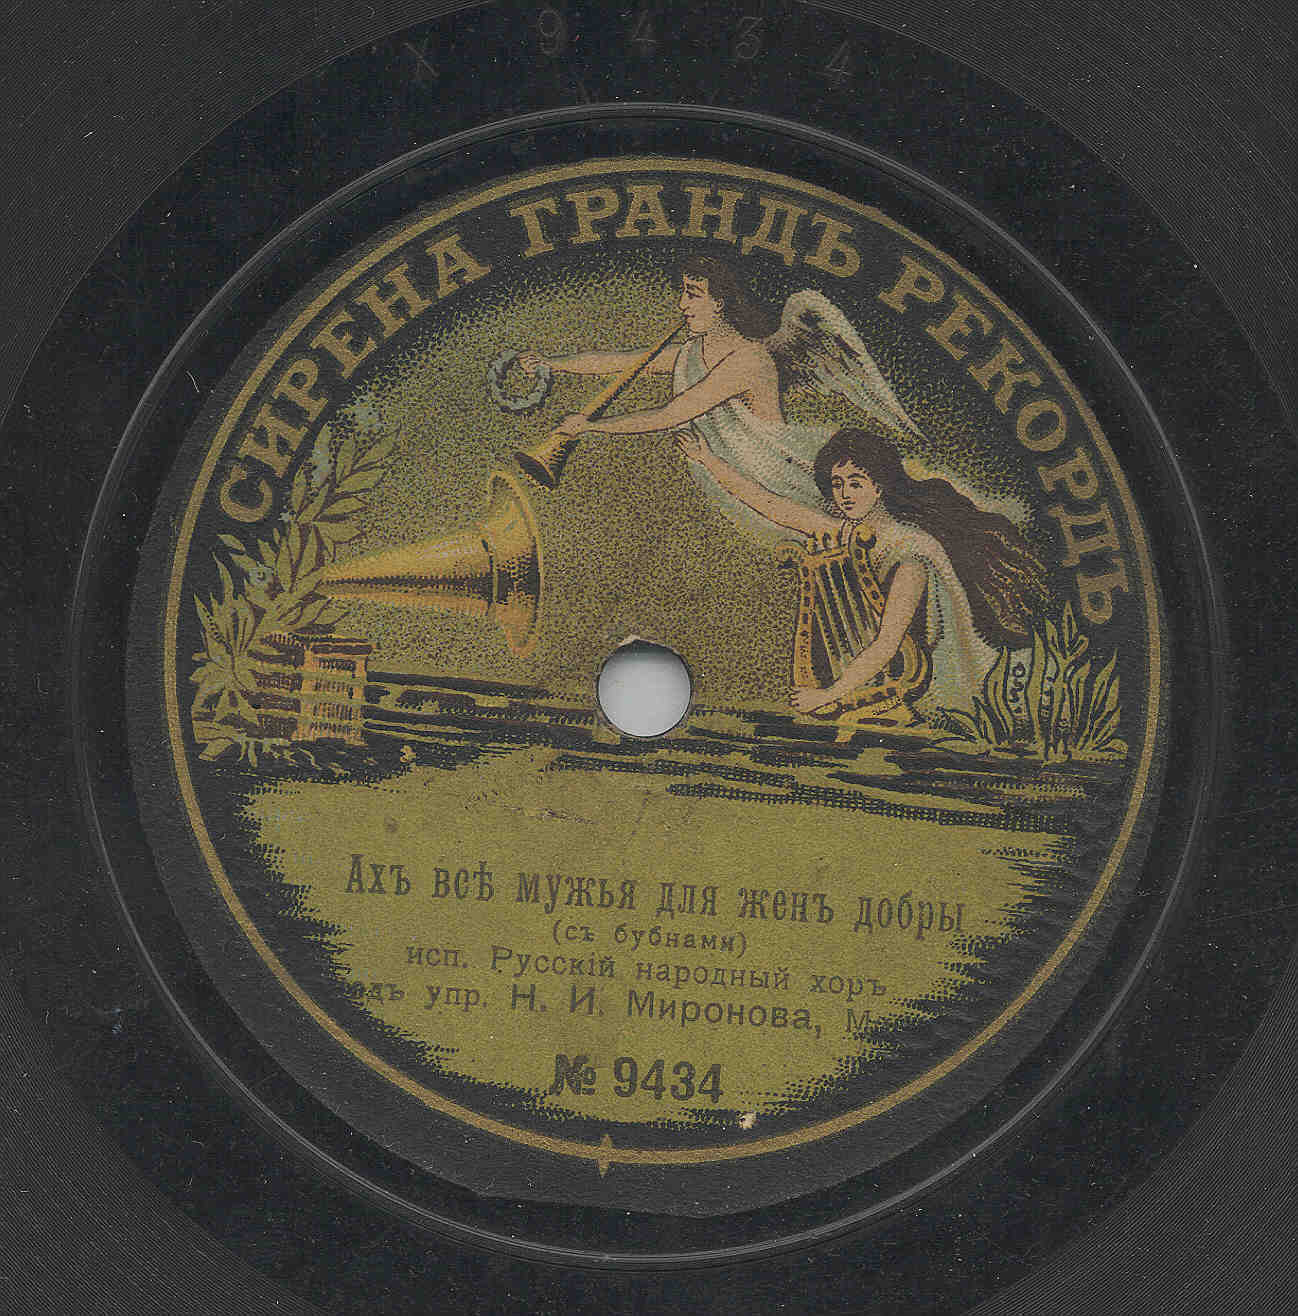 X 9434
СИРЕНА ГРАНДЪ РЕКОРДЪ
Ахъ всѣ мужья для женъ добры
(съ бубнами)
исп. Русскій народный хоръ
упр. Н. И. Миронова,
№ 9434